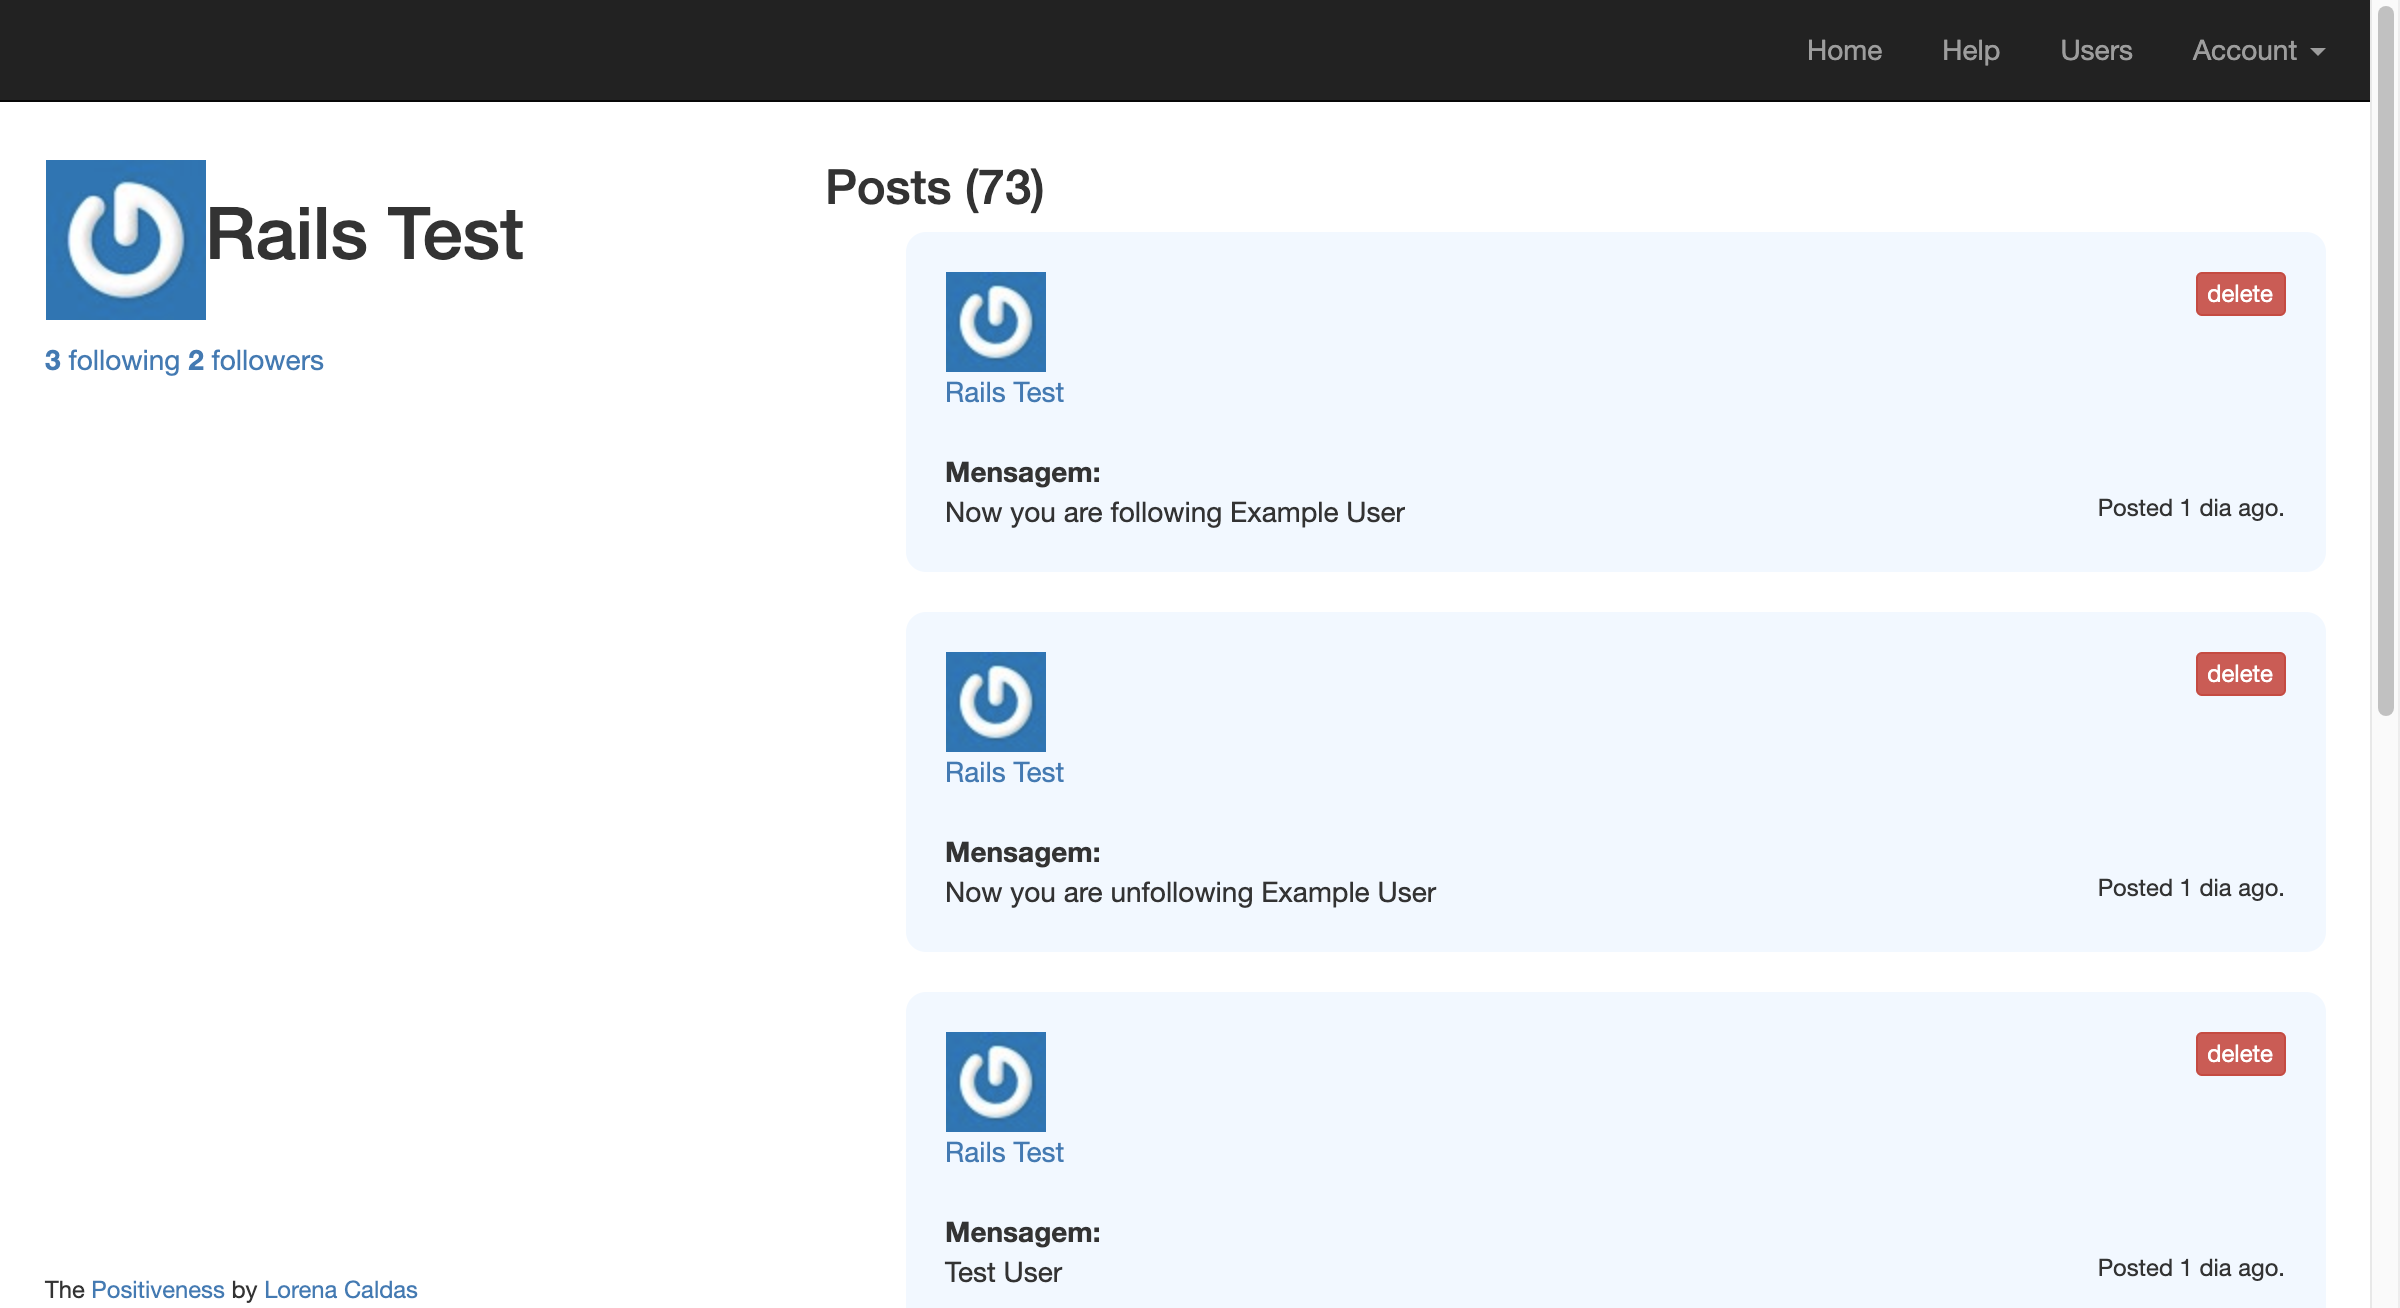 Home Help Users Account
Rails Test
3 following 2 followers
Posts (73)
delete
Rails Test
Mensagem:
Now you are following Example User
Posted 1 dia ago.
delete
Rails Test
Mensagem:
Now you are unfollowing Example User
Posted 1 dia ago.
delete
Rails Test
Mensagem:
Test User
Posted 1 dia ago.
The Positiveness by Lorena Caldas